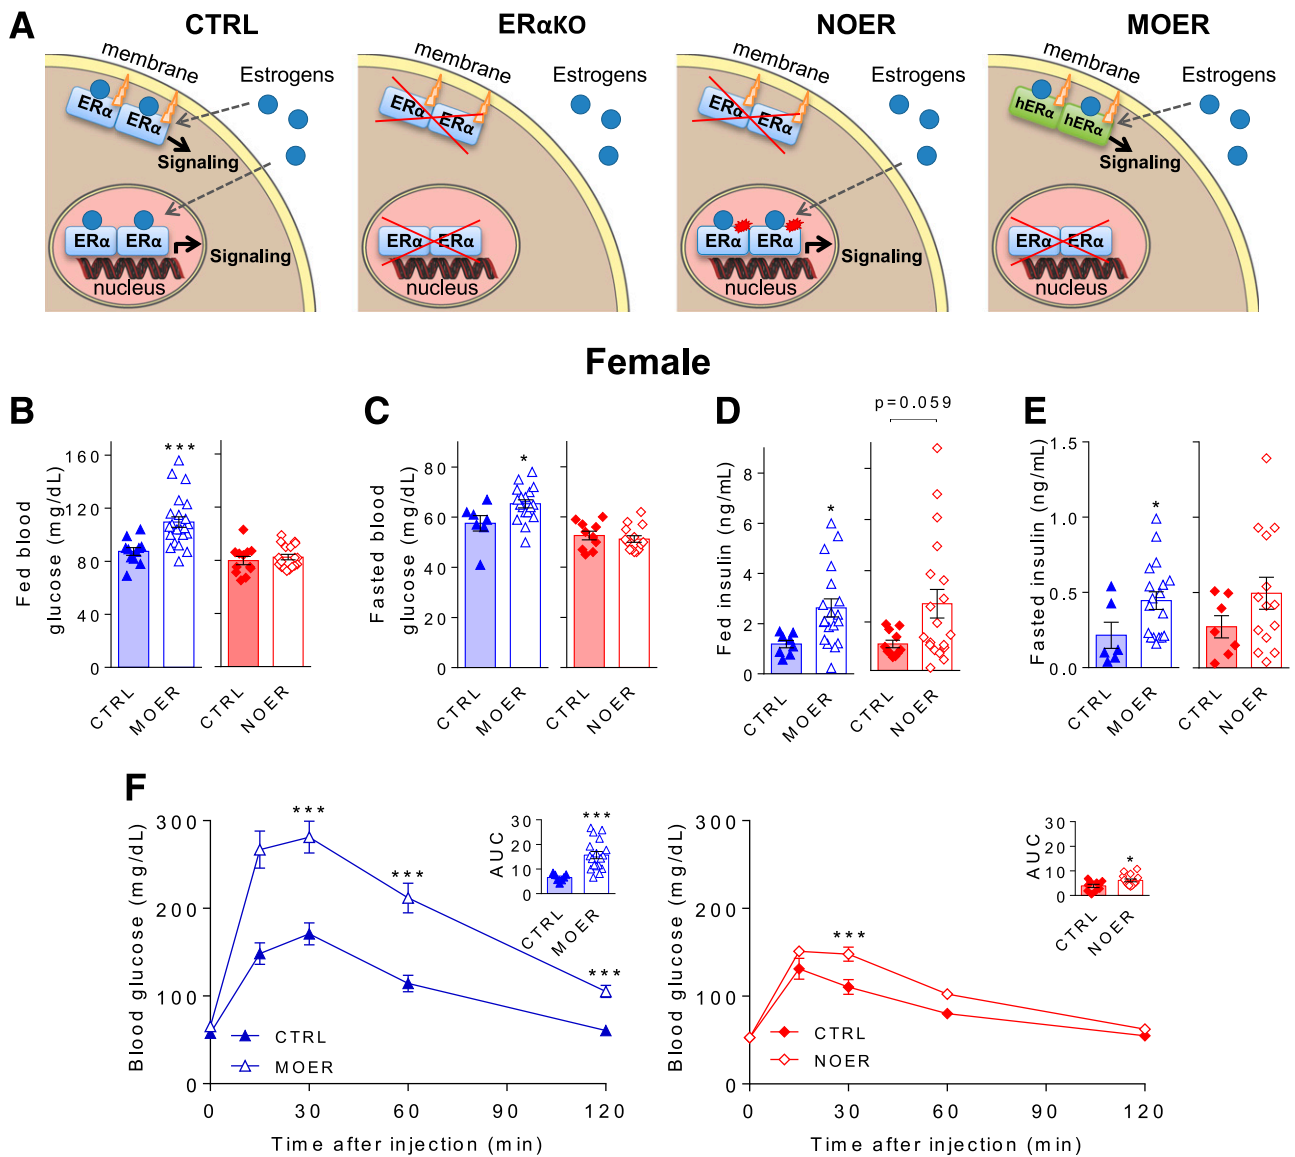 A
CTRL
ERαKO
NOER
MOER
membrane
Estrogens
ERα
ERα
Signaling
ERα
ERα
Signaling
nucleus
membrane
Estrogens
ERα
ERα
ERα
ERα
nucleus
membrane
Estrogens
ERα
ERα
ERα
ERα
Signaling
nucleus
membrane
Estrogens
hERα
hERα
Signaling
ERα
ERα
nucleus
Female
B
Fed blood
glucose (mg/dL)
160
120
80
40
0
***
CTRL
MOER
CTRL
NOER
C
Fasted blood
glucose (mg/dL)
80
60
40
20
0
*
CTRL
MOER
CTRL
NOER
D
p=0.059
Fed insulin (ng/mL)
8
6
4
2
0
*
CTRL
MOER
CTRL
NOER
E
Fasted insulin (ng/mL)
1.5
1.0
0.5
0.0
*
CTRL
MOER
CTRL
NOER
F
Blood glucose (mg/dL)
300
200
100
0
***
***
***
CTRL
MOER
0 30 60 90 120
Time after injection (min)
AUC
30
20
10
0
***
CTRL
MOER
Blood glucose (mg/dL)
300
200
100
0
***
CTRL
NOER
0 30 60 90 120
Time after injection (min)
AUC
30
20
10
0
*
CTRL
NOER